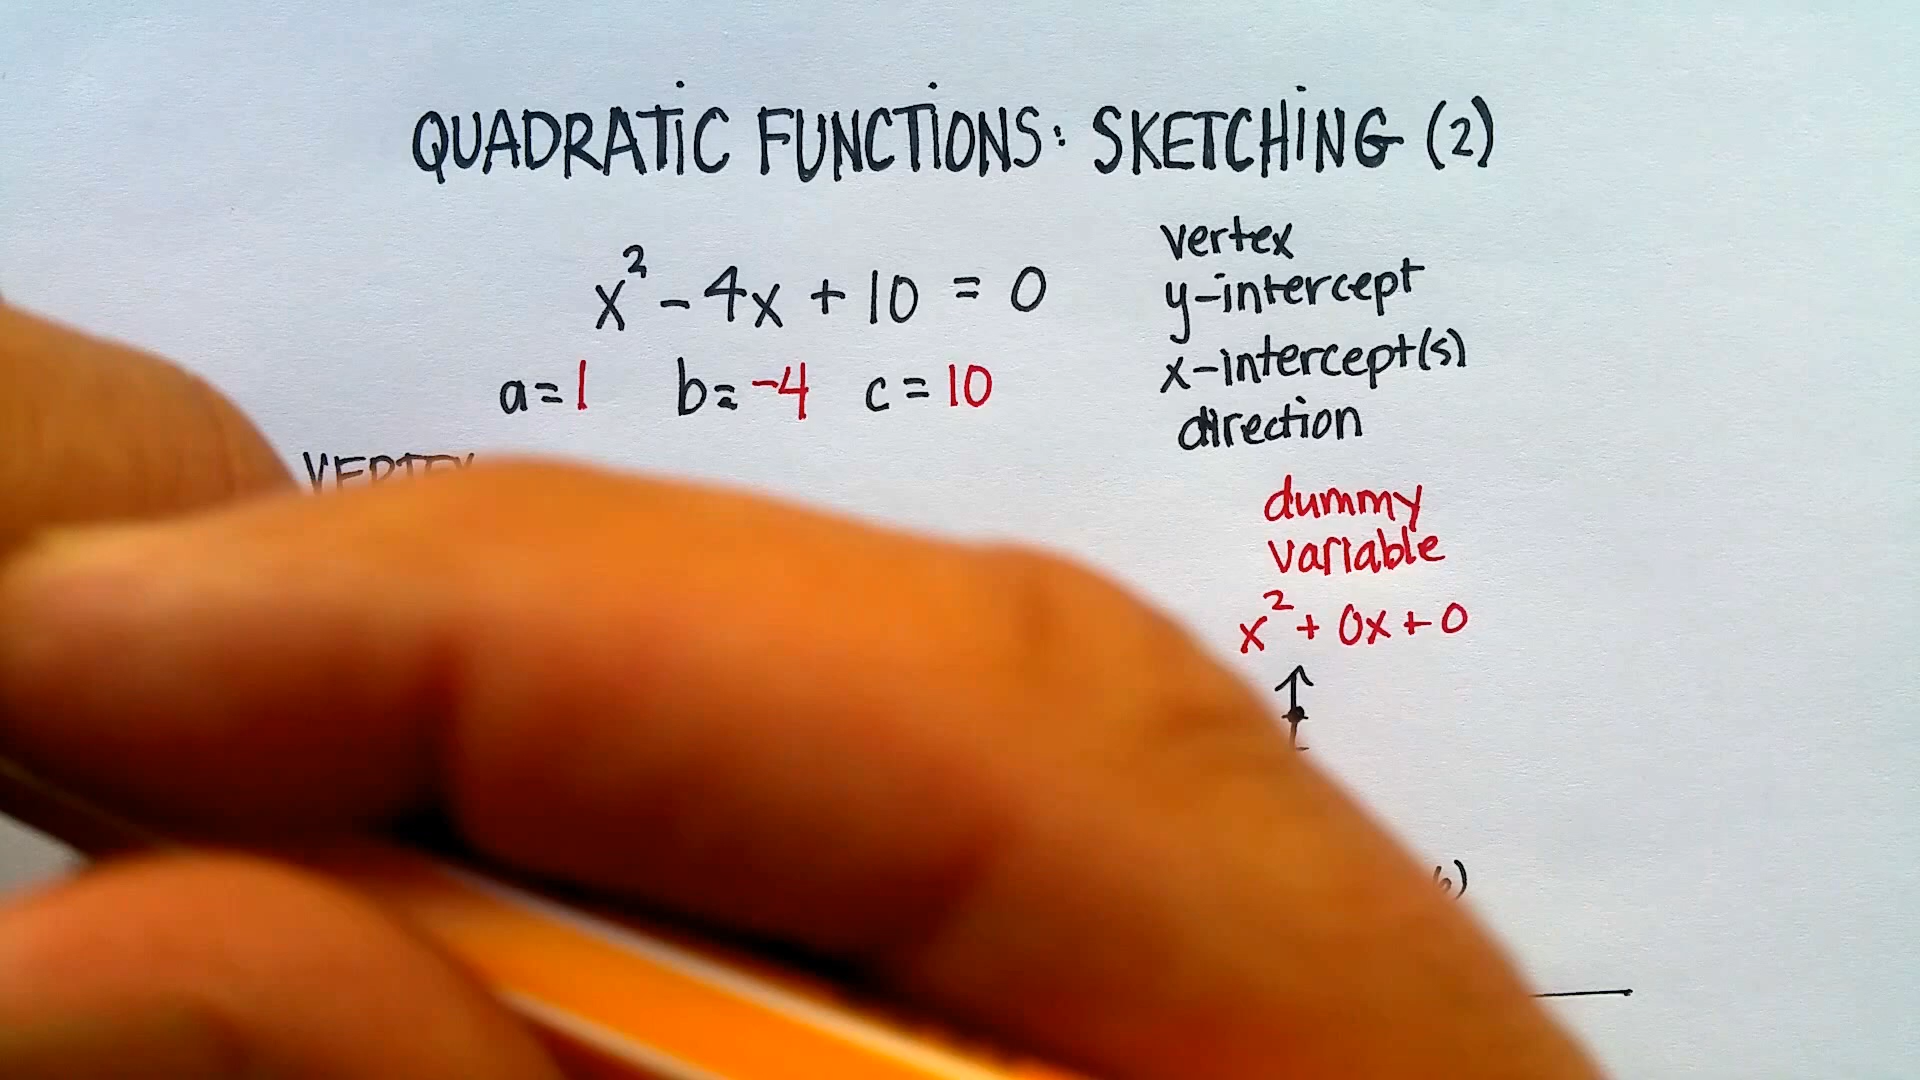 QUADRATIC FUNCTIONS: SKETCHING (2)
x² - 4x + 10 = 0
a = 1 b = -4 c = 10
vertex
y-intercept
x-intercept(s)
direction
VERTEX
dummy
variable
x² + 0x + 0